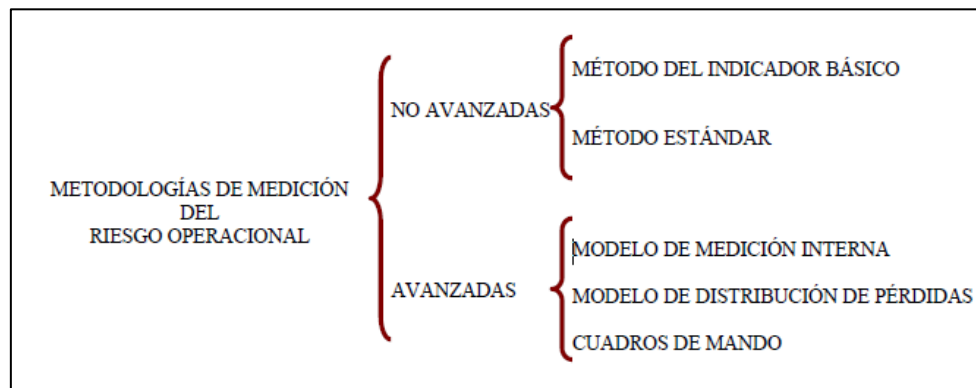 METODOLOGÍAS DE MEDICIÓN
DEL
RIESGO OPERACIONAL
NO AVANZADAS
MÉTODO DEL INDICADOR BÁSICO
MÉTODO ESTÁNDAR
AVANZADAS
MODELO DE MEDICIÓN INTERNA
MODELO DE DISTRIBUCIÓN DE PÉRDIDAS
CUADROS DE MANDO